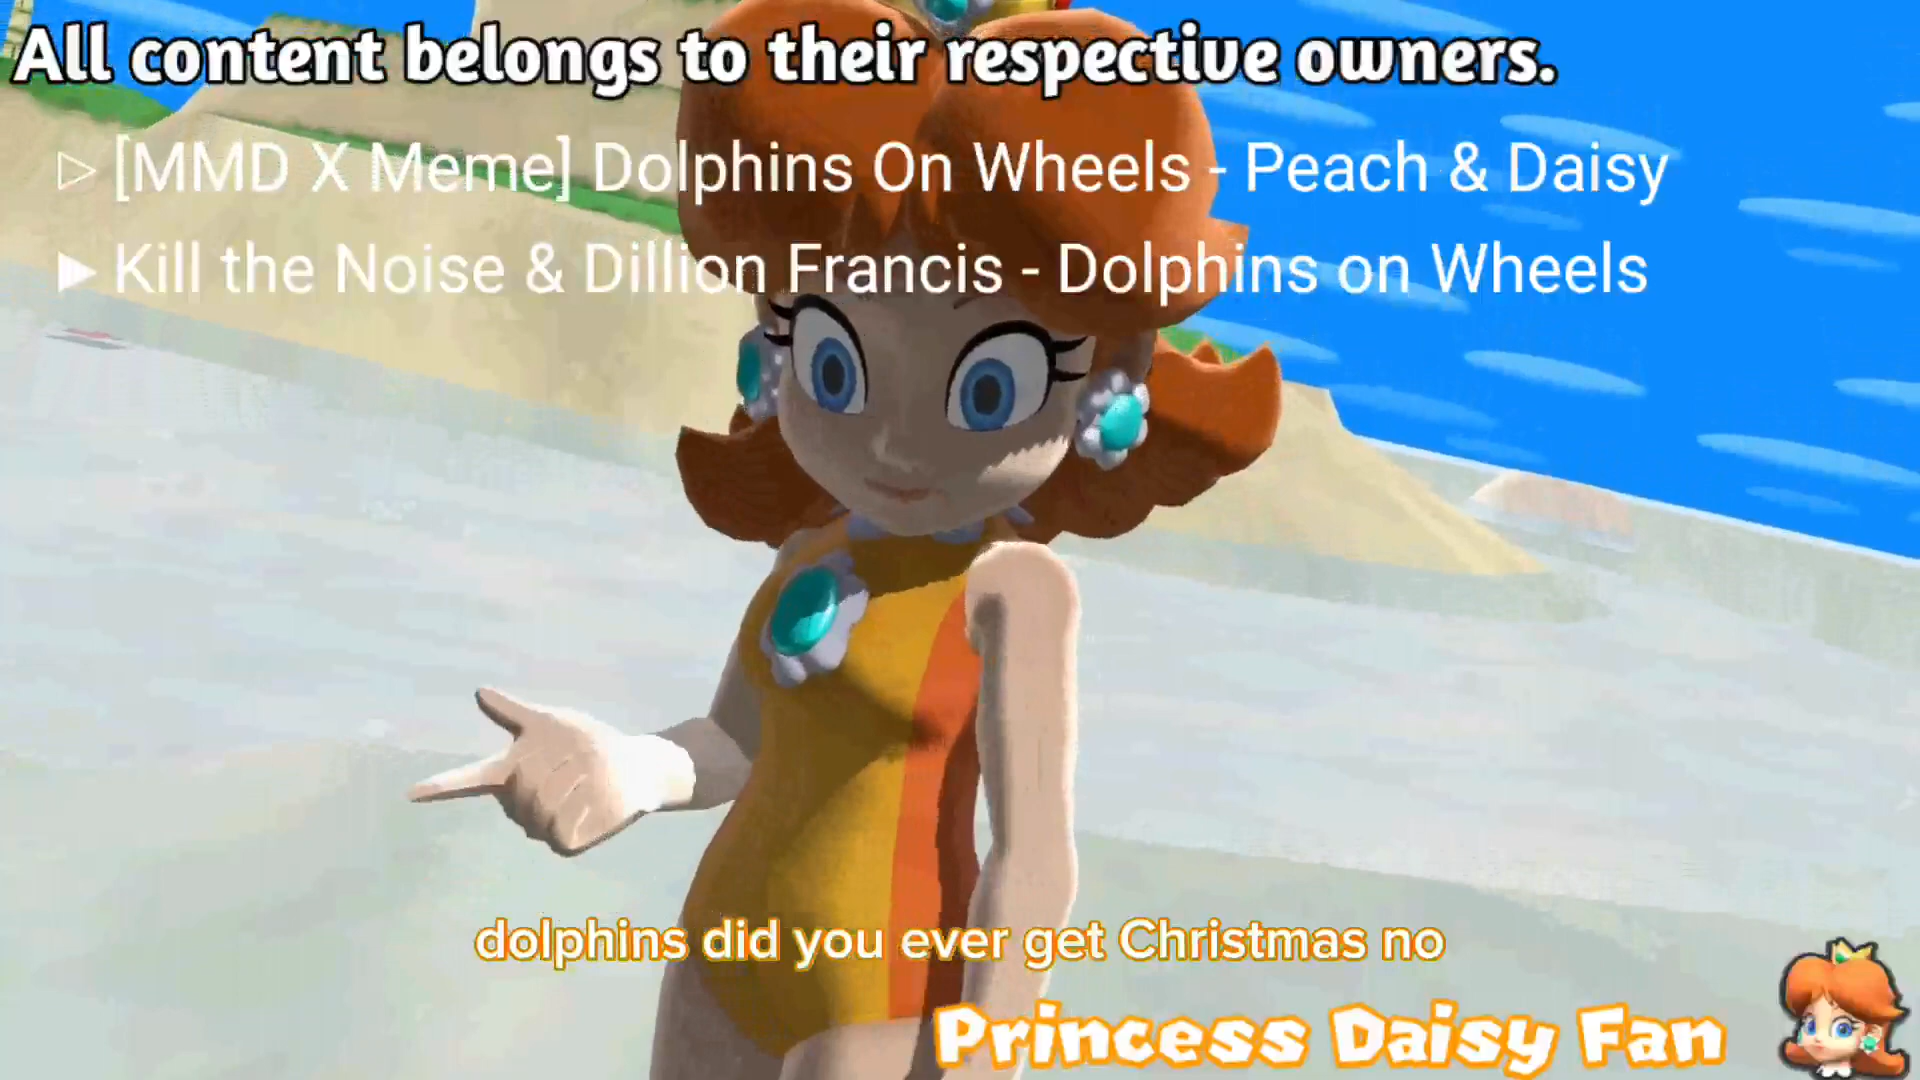 All content belongs to their respective owners.
▷ [MMD X Meme] Dolphins On Wheels - Peach & Daisy
▶ Kill the Noise & Dillion Francis - Dolphins on Wheels
dolphins did you ever get Christmas no
Princess Daisy Fan